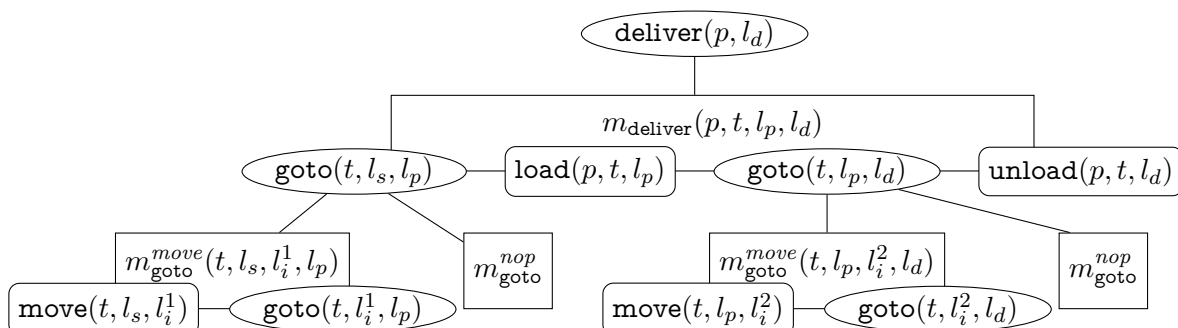 deliver(p, l_d)
m_deliver(p, t, l_p, l_d)
goto(t, l_s, l_p)
load(p, t, l_p)
goto(t, l_p, l_d)
unload(p, t, l_d)
m_goto^move(t, l_s, l_i^1, l_p)
m_goto^nop
m_goto^move(t, l_p, l_i^2, l_d)
m_goto^nop
move(t, l_s, l_i^1)
goto(t, l_i^1, l_p)
move(t, l_p, l_i^2)
goto(t, l_i^2, l_d)